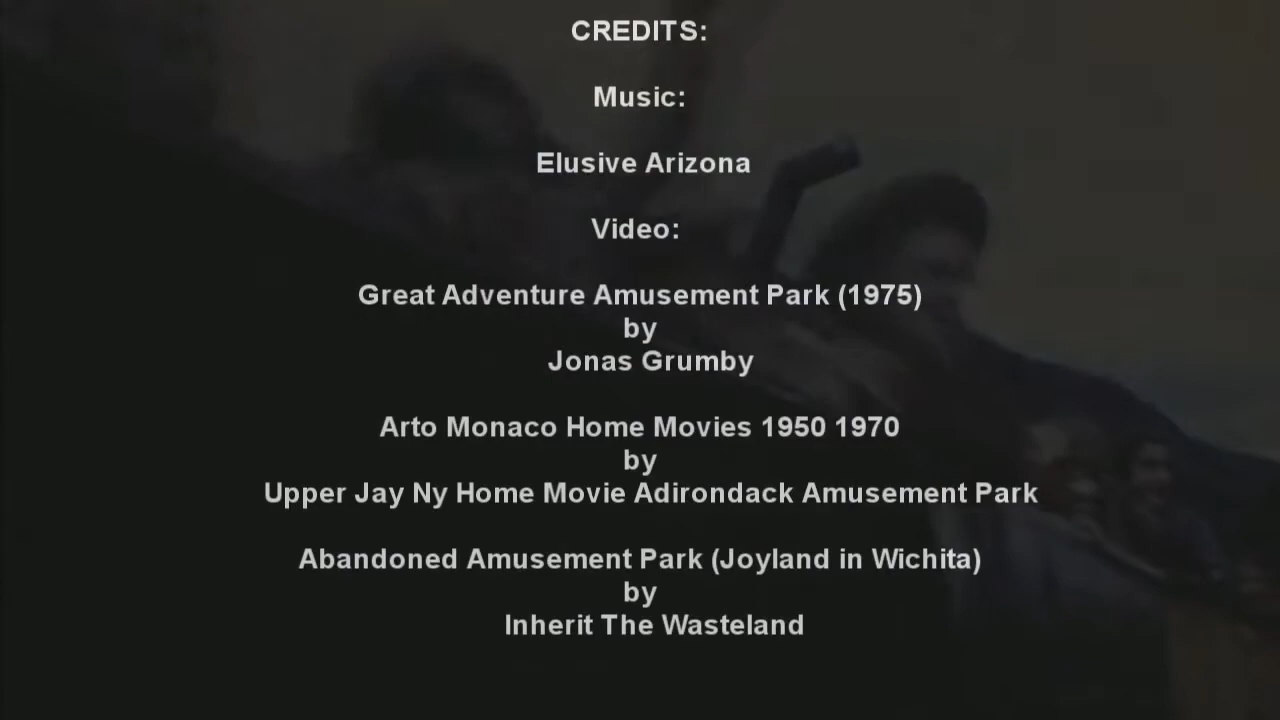 CREDITS:
Music:
Elusive Arizona
Video:
Great Adventure Amusement Park (1975)
by
Jonas Grumby
Arto Monaco Home Movies 1950 1970
by
Upper Jay Ny Home Movie Adirondack Amusement Park
Abandoned Amusement Park (Joyland in Wichita)
by
Inherit The Wasteland